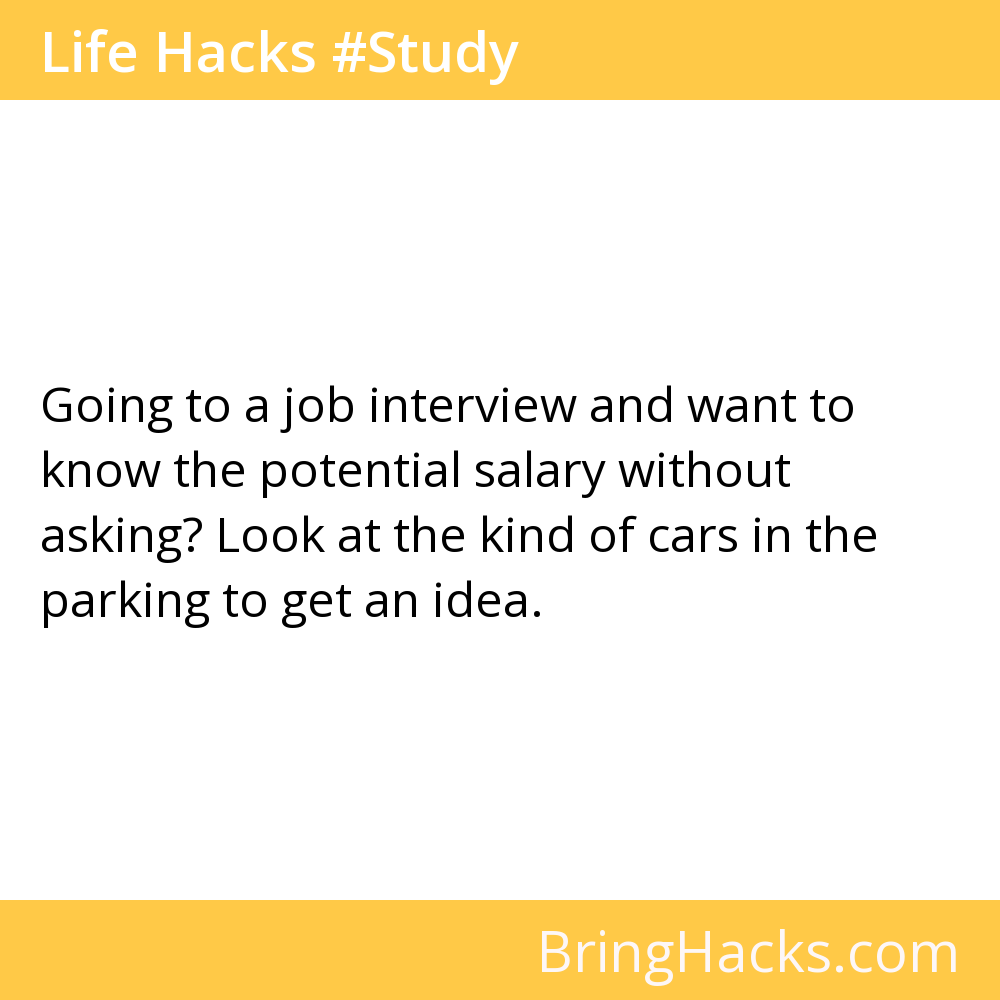 Life Hacks #Study
Going to a job interview and want to
know the potential salary without
asking? Look at the kind of cars in the
parking to get an idea.
BringHacks.com